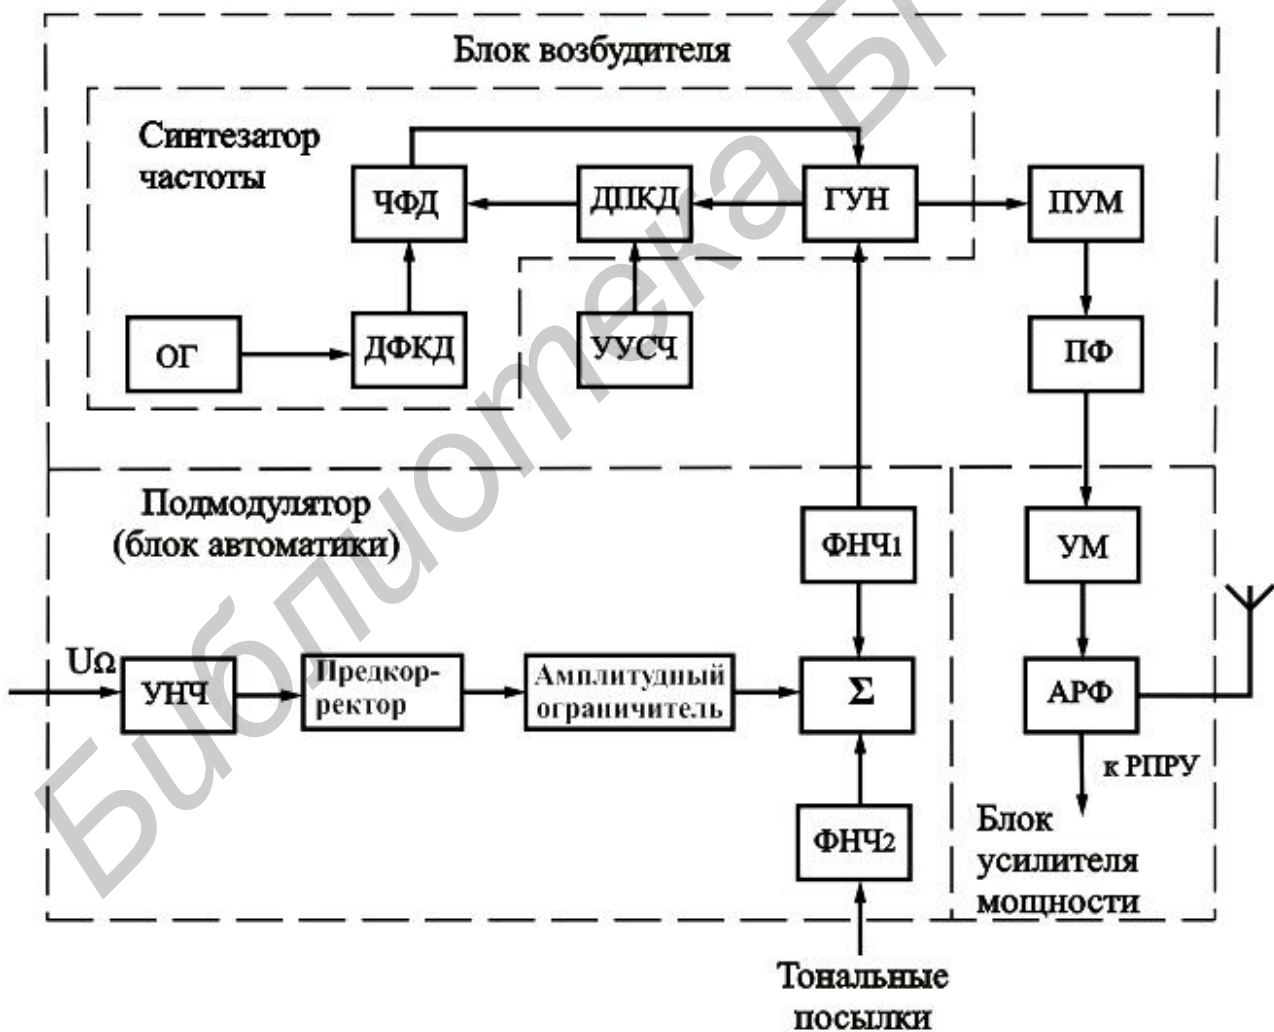 Блок возбудителя
Синтезатор
частоты
ЧФД
ДПКД
ГУН
ПУМ
ОГ
ДФКД
УУСЧ
ПФ
Подмодулятор
(блок автоматики)
ФНЧ1
УМ
UΩ
УНЧ
Предкор-
ректор
Амплитудный
ограничитель
Σ
АРФ
к РПРУ
ФНЧ2
Блок
усилителя
мощности
Тональные
посылки
Библиотека БГ